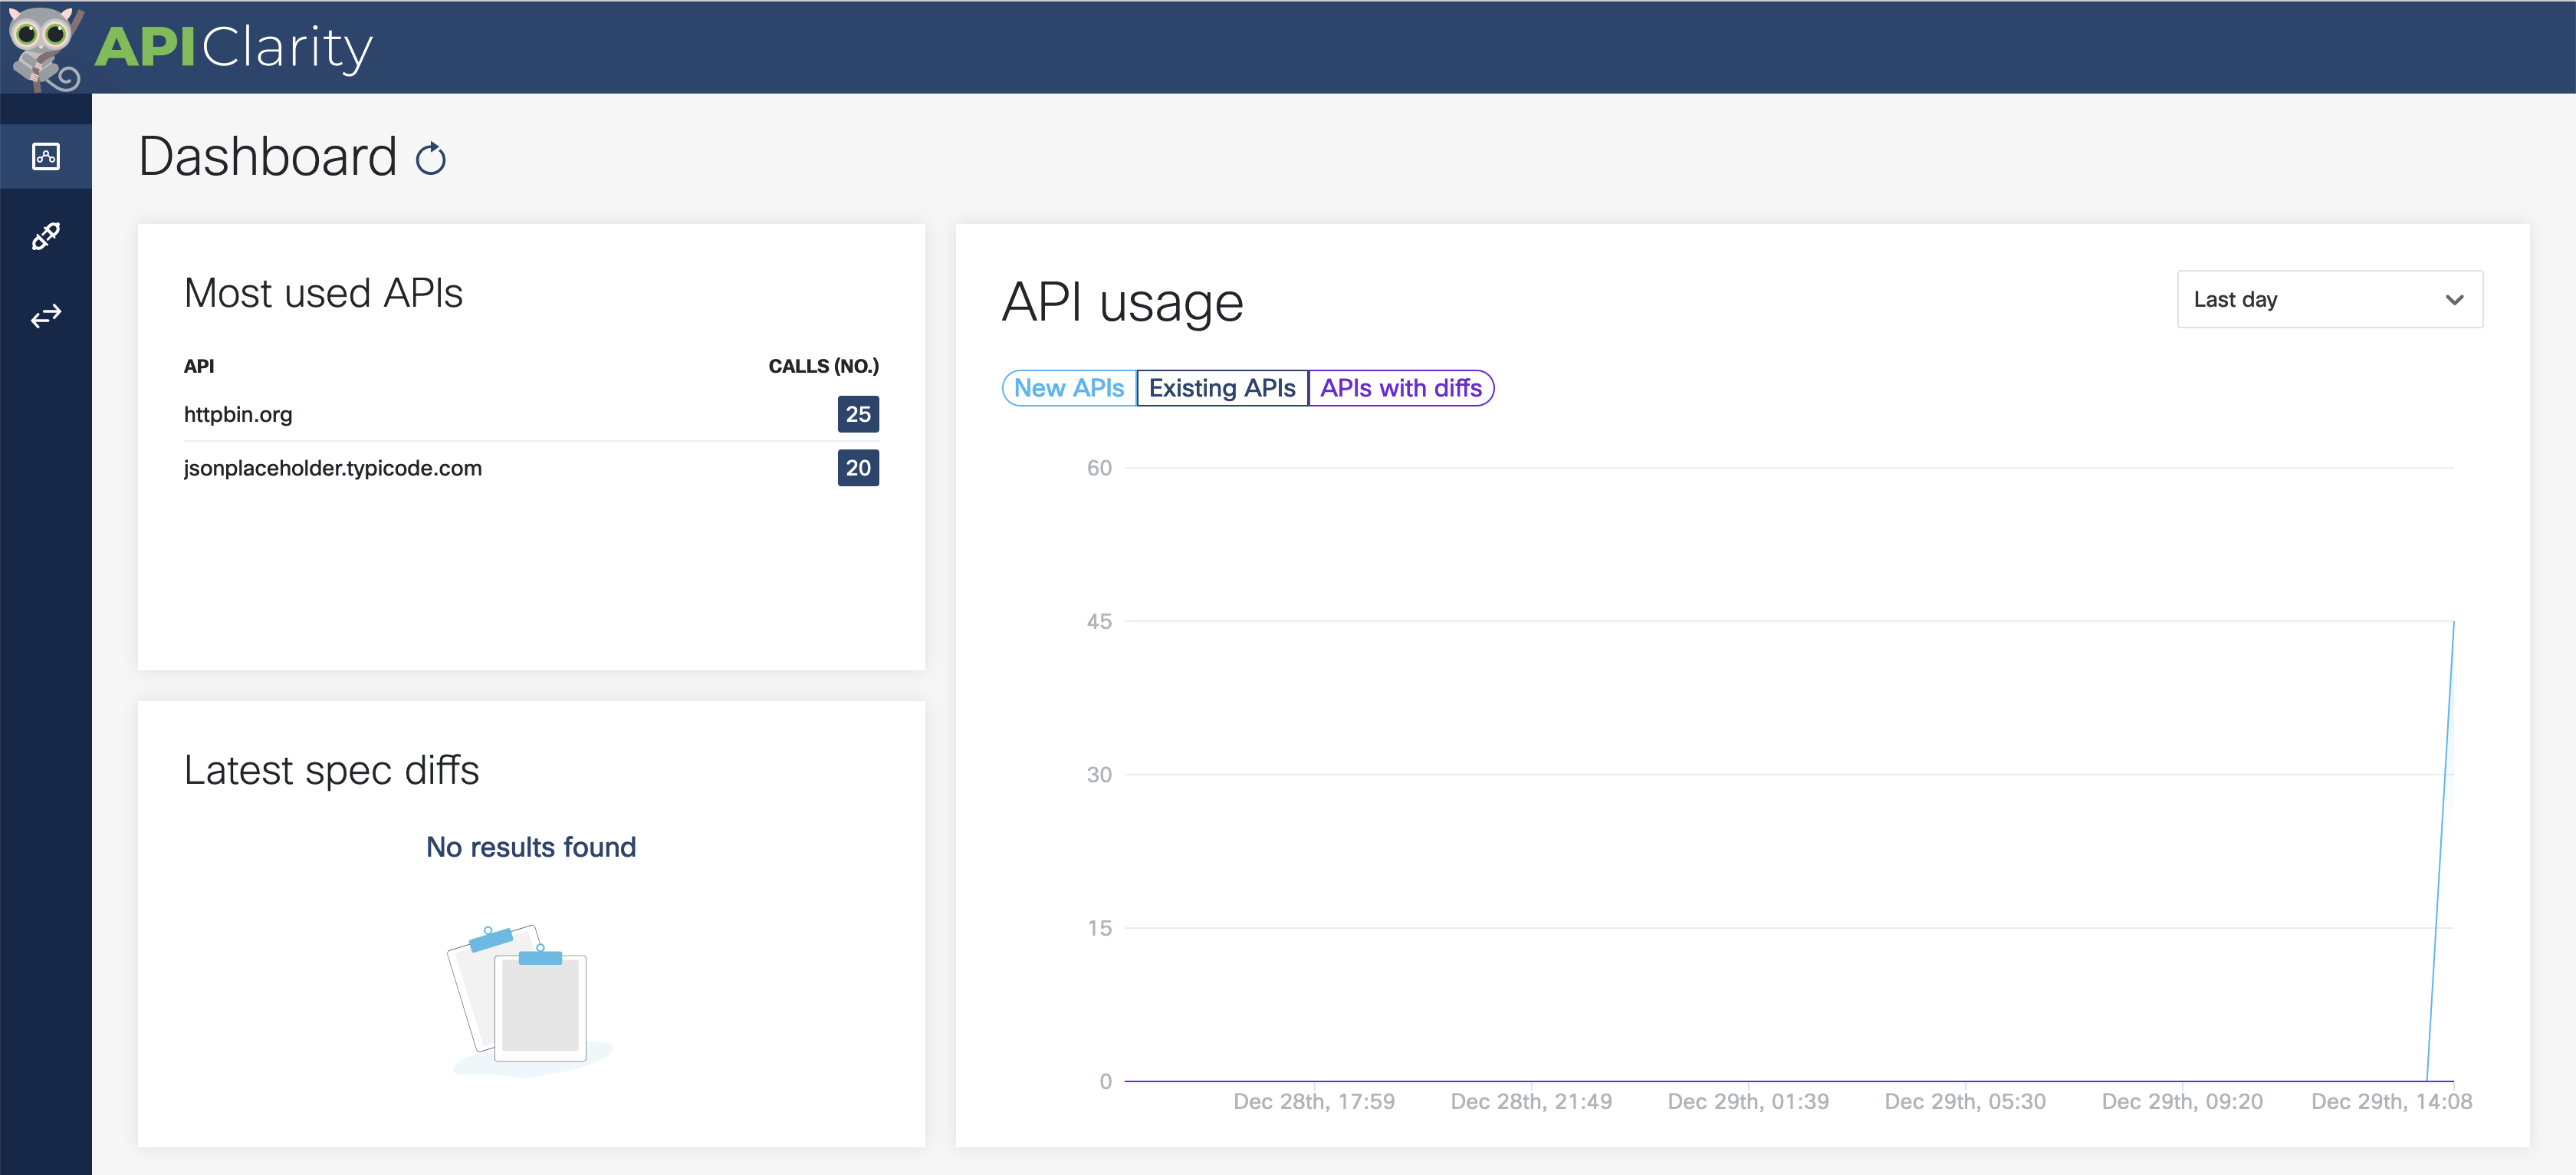 APIClarity
Dashboard
Most used APIs
API CALLS (NO.)
httpbin.org 25
jsonplaceholder.typicode.com 20
Latest spec diffs
No results found
API usage
Last day
New APIs Existing APIs APIs with diffs
60
45
30
15
0
Dec 28th, 17:59 Dec 28th, 21:49 Dec 29th, 01:39 Dec 29th, 05:30 Dec 29th, 09:20 Dec 29th, 14:08